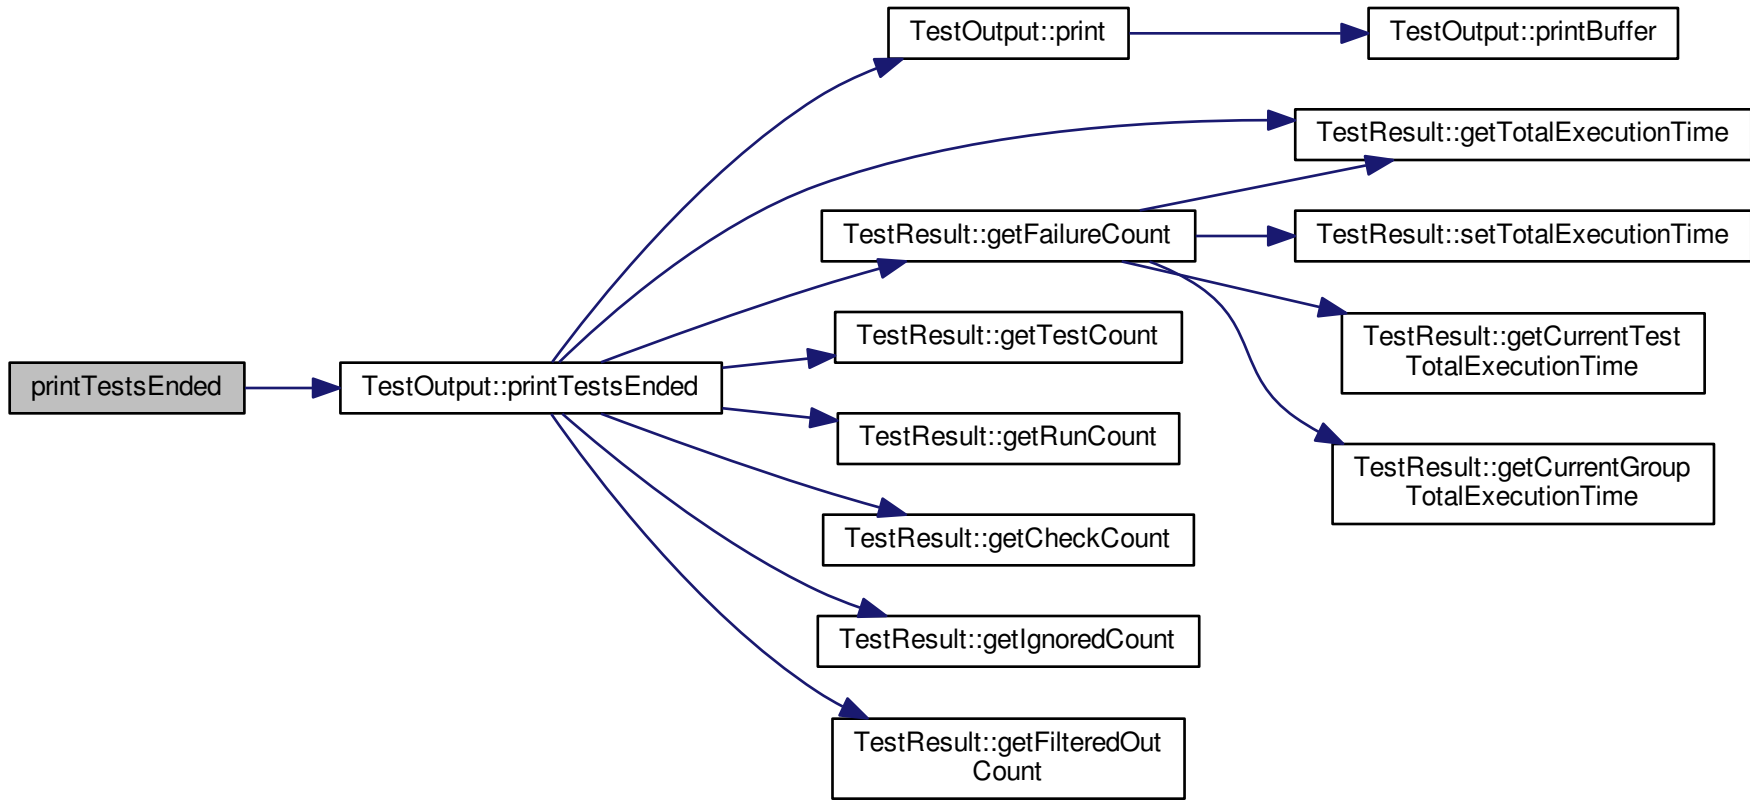 printTestsEnded
TestOutput::printTestsEnded
TestOutput::print
TestOutput::printBuffer
TestResult::getTotalExecutionTime
TestResult::getFailureCount
TestResult::setTotalExecutionTime
TestResult::getTestCount
TestResult::getCurrentTest
TotalExecutionTime
TestResult::getRunCount
TestResult::getCurrentGroup
TotalExecutionTime
TestResult::getCheckCount
TestResult::getIgnoredCount
TestResult::getFilteredOut
Count